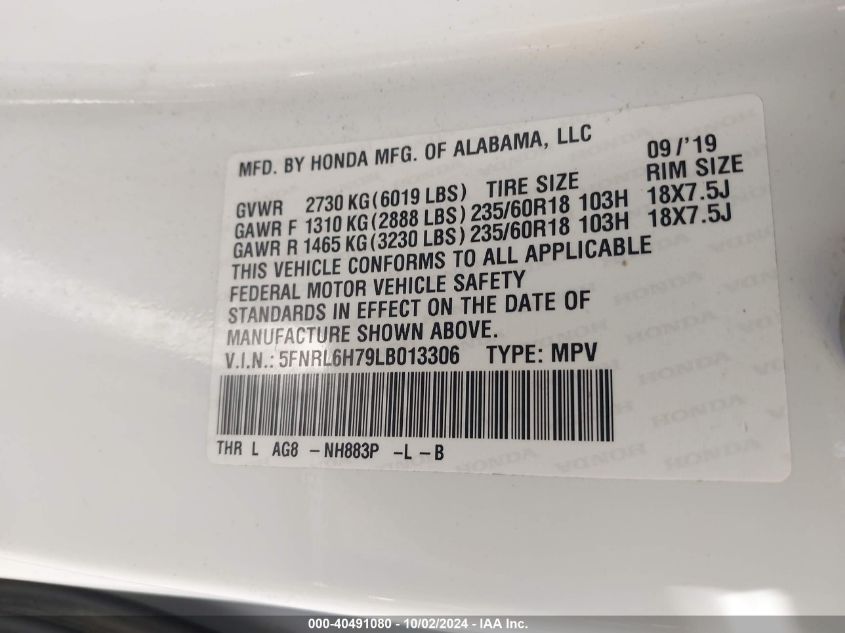 MFD. BY HONDA MFG. OF ALABAMA, LLC 09/'19
GVWR 2730 KG(6019 LBS) TIRE SIZE RIM SIZE
GAWR F 1310 KG(2888 LBS) 235/60R18 103H 18X7.5J
GAWR R 1465 KG(3230 LBS) 235/60R18 103H 18X7.5J
THIS VEHICLE CONFORMS TO ALL APPLICABLE
FEDERAL MOTOR VEHICLE SAFETY
STANDARDS IN EFFECT ON THE DATE OF
MANUFACTURE SHOWN ABOVE.
V.I.N.: 5FNRL6H79LB013306 TYPE: MPV
THR L AG8 -NH883P -L-B
000-40491080 - 10/02/2024 - IAA Inc.